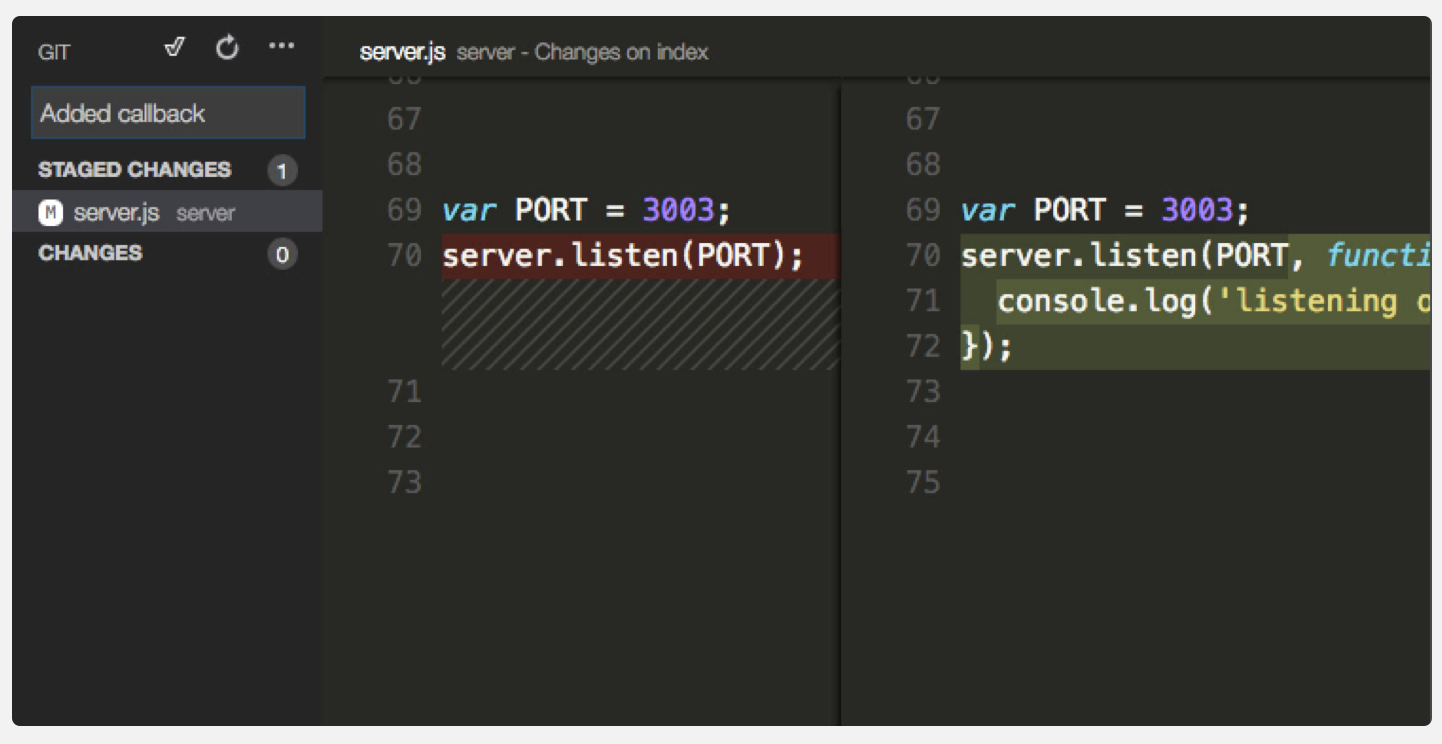 GIT
Added callback
STAGED CHANGES 1
M server.js server
CHANGES 0
server.js server - Changes on index
67
68
69 var PORT = 3003;
70 server.listen(PORT);
71
72
73
67
68
69 var PORT = 3003;
70 server.listen(PORT, functi
71 console.log('listening o
72 });
73
74
75